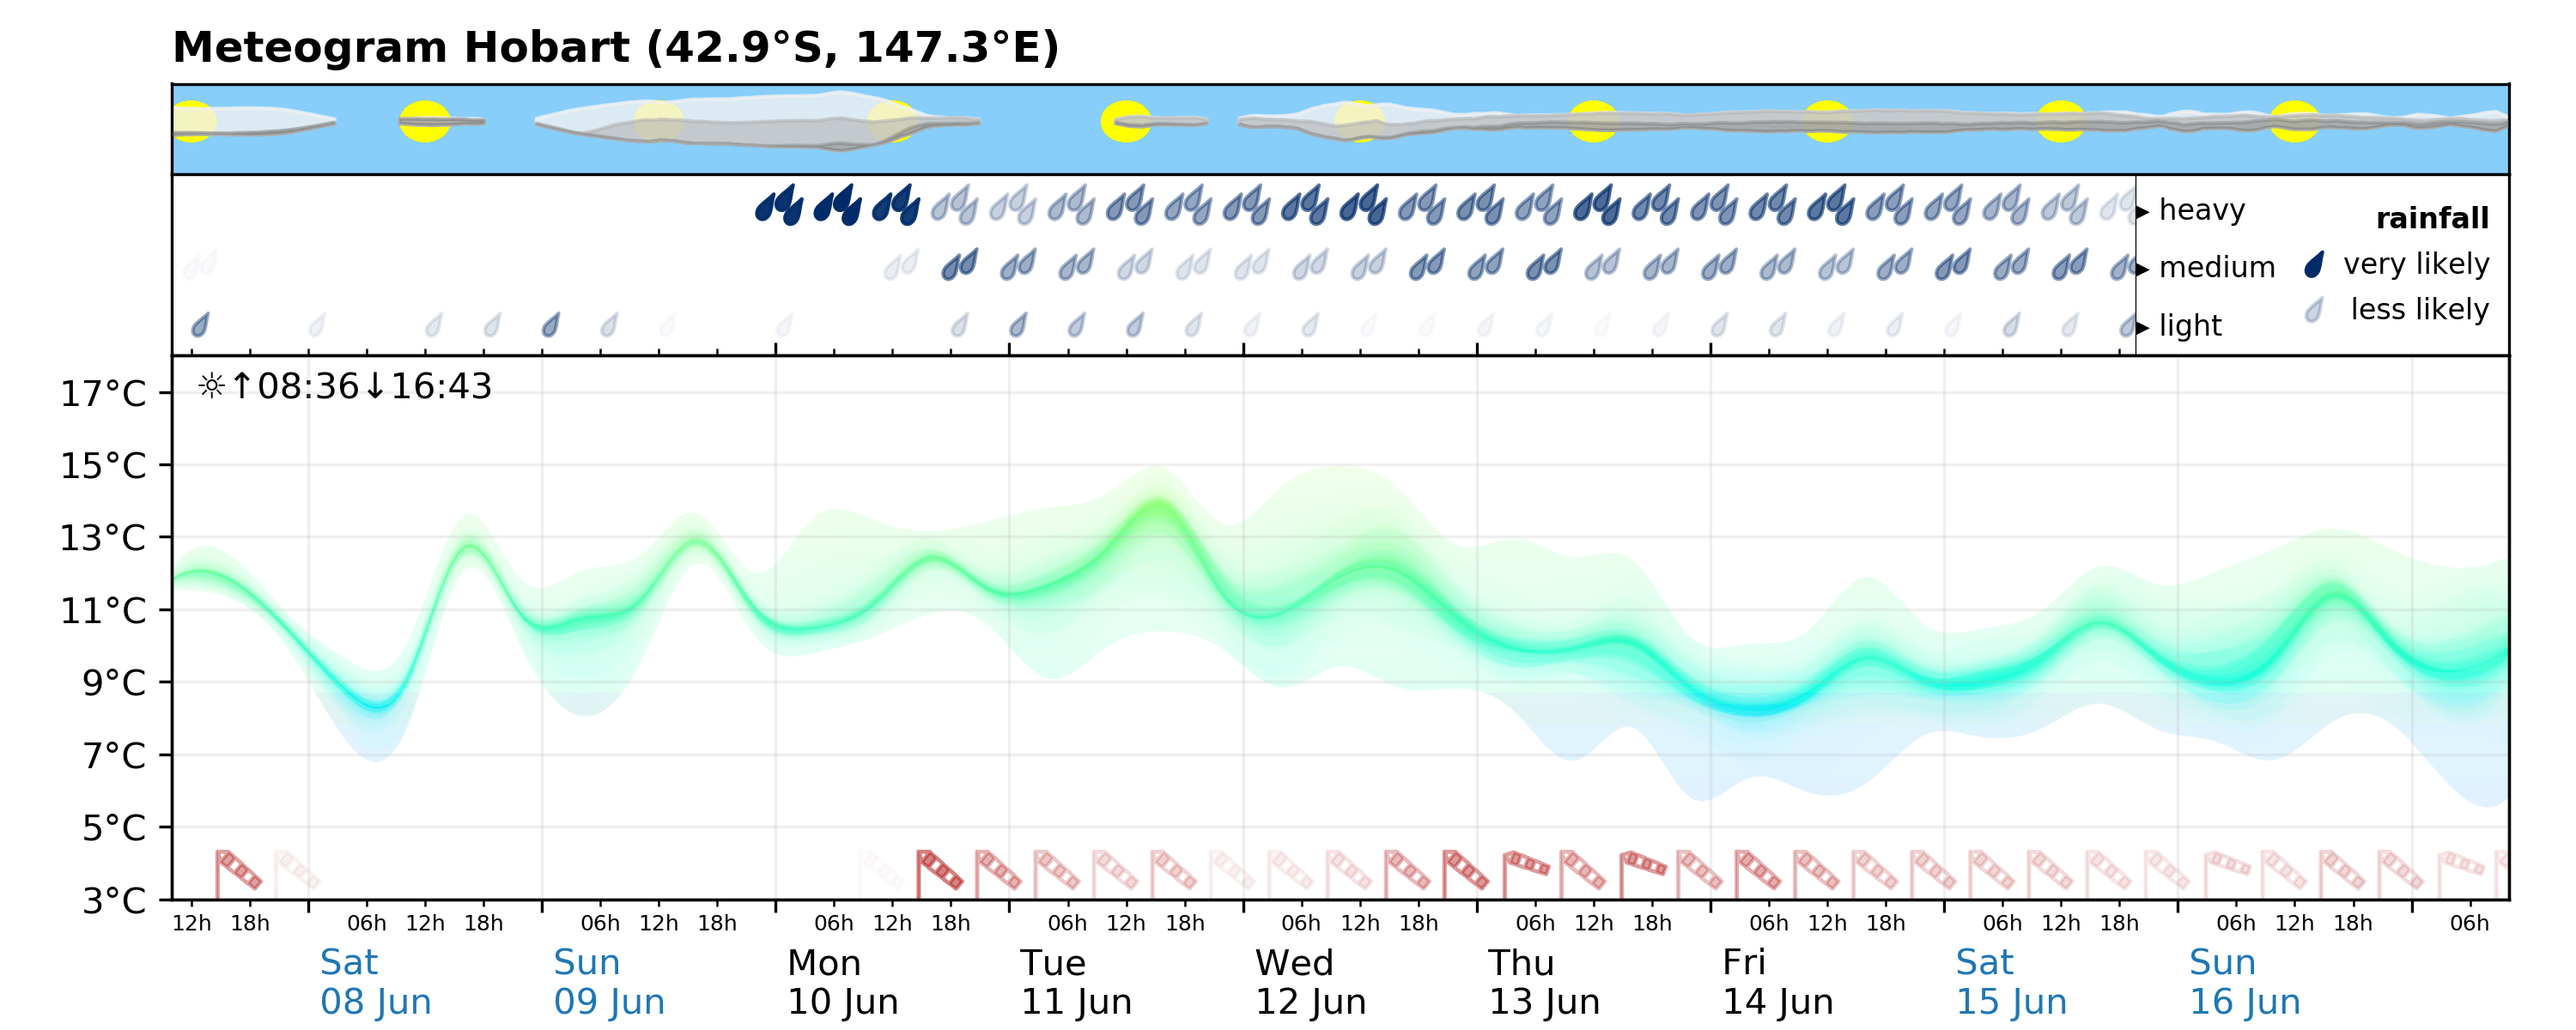 Meteogram Hobart (42.9°S, 147.3°E)
▸ heavy
rainfall
▸ medium
very likely
less likely
▸ light
☼↑08:36↓16:43
17°C
15°C
13°C
11°C
9°C
7°C
5°C
3°C
12h 18h 06h 12h 18h 06h 12h 18h 06h 12h 18h 06h 12h 18h 06h 12h 18h 06h 12h 18h 06h 12h 18h 06h 12h 18h 06h 12h 18h 06h
Sat Sun Mon Tue Wed Thu Fri Sat Sun
08 Jun 09 Jun 10 Jun 11 Jun 12 Jun 13 Jun 14 Jun 15 Jun 16 Jun